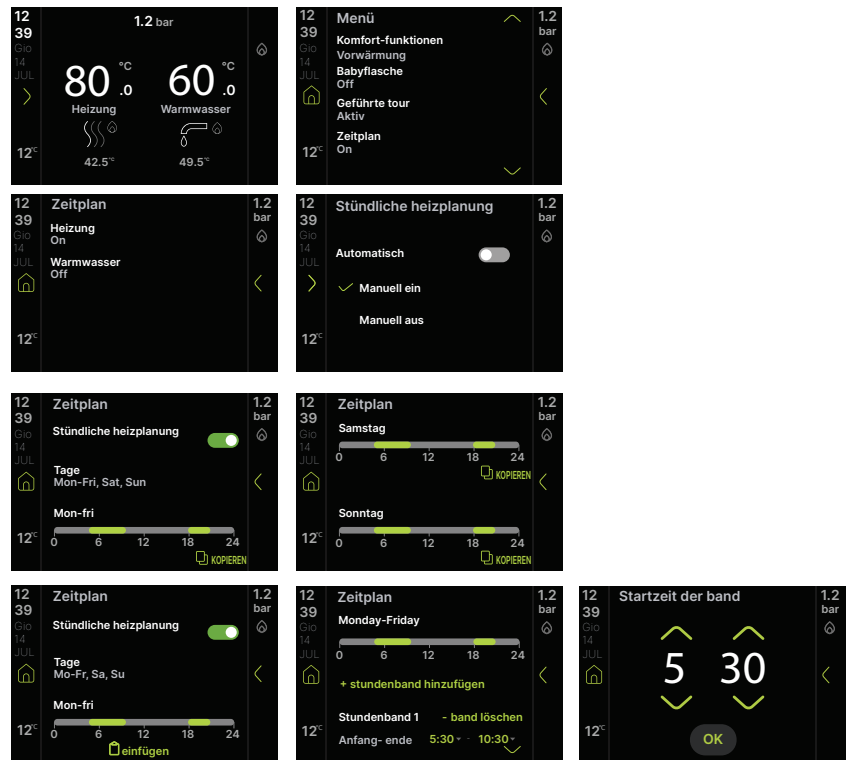 12
39
Gio
14
JUL
12°C
1.2 bar
80 °C .0
Heizung
42.5°C
60 °C .0
Warmwasser
49.5°C
12
39
Gio
14
JUL
12°C
Menü
Komfort-funktionen
Vorwärmung
Babyflasche
Off
Geführte tour
Aktiv
Zeitplan
On
1.2
bar
12
39
Gio
14
JUL
12°C
Zeitplan
Heizung
On
Warmwasser
Off
1.2
bar
12
39
Gio
14
JUL
12°C
Stündliche heizplanung
Automatisch
Manuell ein
Manuell aus
1.2
bar
12
39
Gio
14
JUL
12°C
Zeitplan
Stündliche heizplanung
Tage
Mon-Fri, Sat, Sun
Mon-fri
0 6 12 18 24
KOPIEREN
1.2
bar
12
39
Gio
14
JUL
12°C
Zeitplan
Samstag
0 6 12 18 24
KOPIEREN
Sonntag
0 6 12 18 24
KOPIEREN
1.2
bar
12
39
Gio
14
JUL
12°C
Zeitplan
Stündliche heizplanung
Tage
Mo-Fr, Sa, Su
Mon-fri
0 6 12 18 24
einfügen
1.2
bar
12
39
Gio
14
JUL
12°C
Zeitplan
Monday-Friday
0 6 12 18 24
+ stundenband hinzufügen
Stundenband 1 - band löschen
Anfang- ende 5:30 - 10:30
1.2
bar
12
39
Gio
14
JUL
12°C
Startzeit der band
5 30
OK
1.2
bar